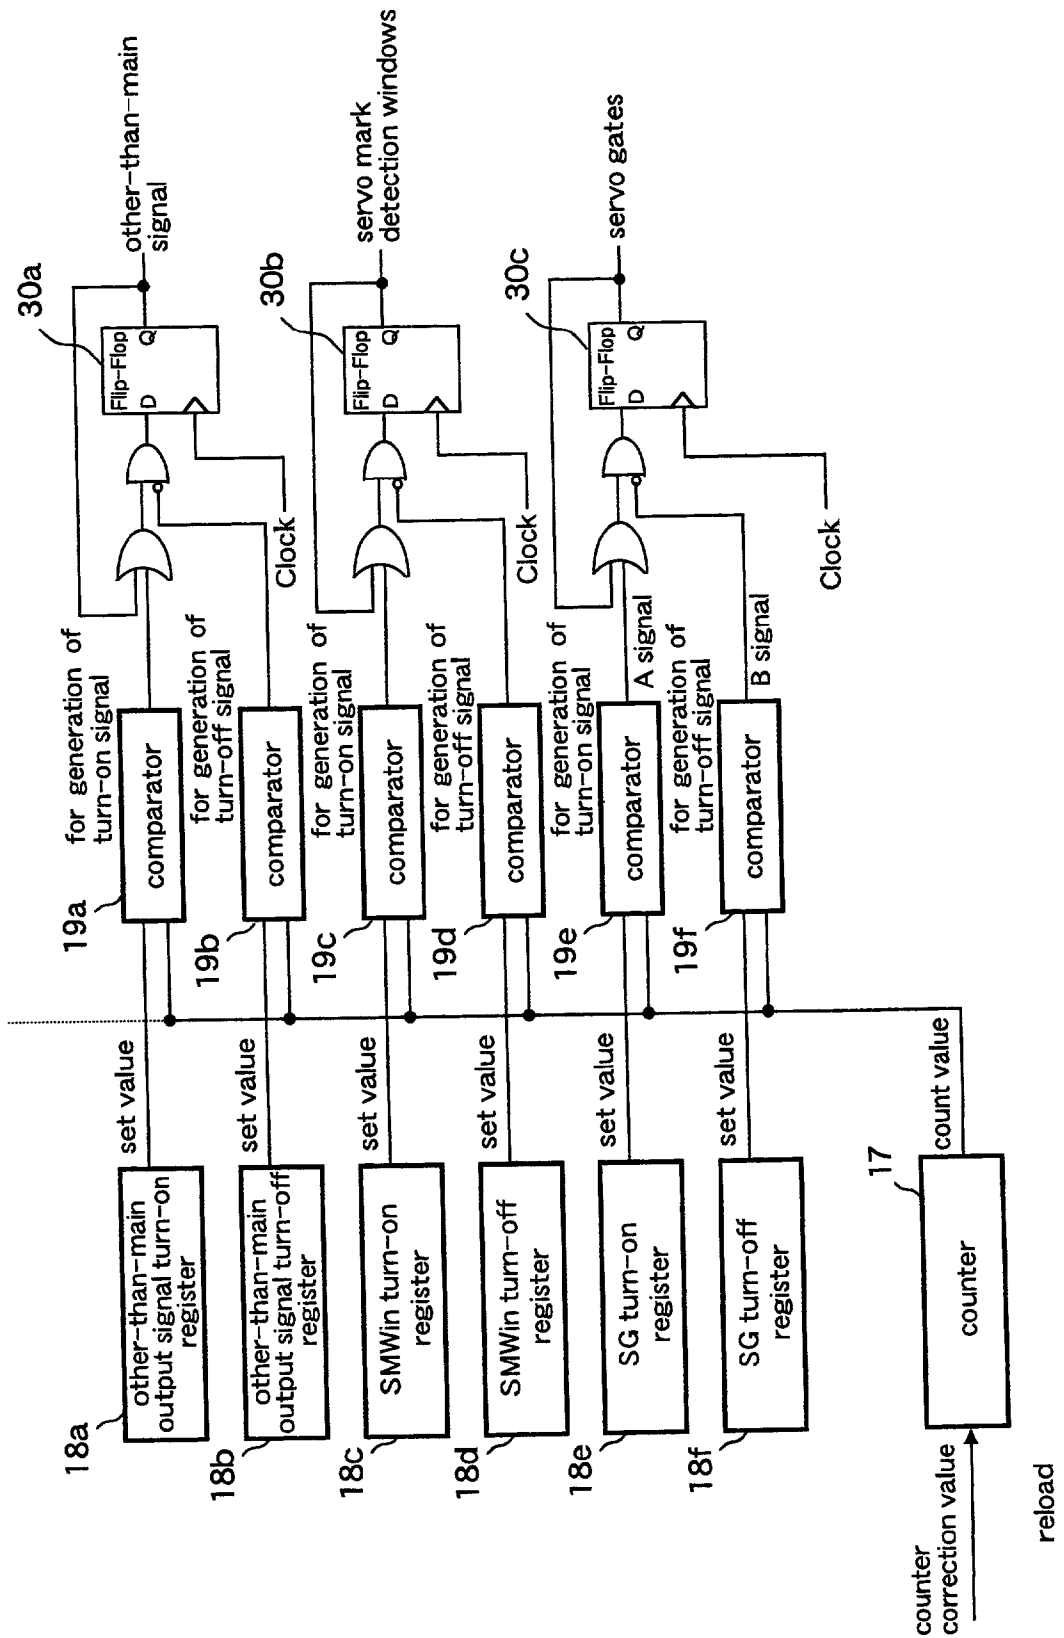 18a
other-than-main
output signal turn-on
register
set value
19a
comparator
for generation of
turn-on signal
30a
Flip-Flop
D
Q
other-than-main
signal
Clock
18b
other-than-main
output signal turn-off
register
set value
19b
comparator
for generation of
turn-off signal
18c
SMWin turn-on
register
set value
19c
comparator
for generation of
turn-on signal
30b
Flip-Flop
D
Q
servo mark
detection windows
Clock
18d
SMWin turn-off
register
set value
19d
comparator
for generation of
turn-off signal
18e
SG turn-on
register
set value
19e
comparator
for generation of
turn-on signal
A signal
30c
Flip-Flop
D
Q
servo gates
Clock
18f
SG turn-off
register
set value
19f
comparator
for generation of
turn-off signal
B signal
17
counter
count value
counter
correction value
reload